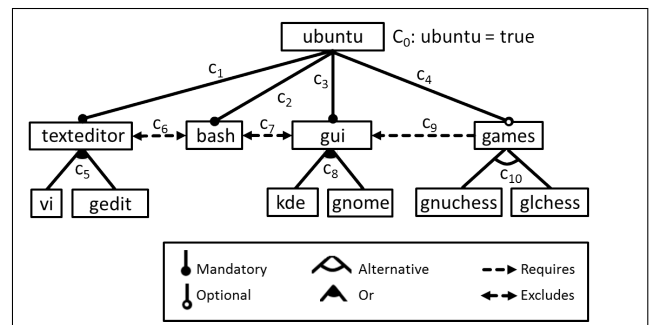 ubuntu
C0: ubuntu = true
c1
c2
c3
c4
texteditor
c6
bash
c7
gui
c9
games
c5
c8
c10
vi
gedit
kde
gnome
gnuchess
glchess
Mandatory
Alternative
Requires
Optional
Or
Excludes